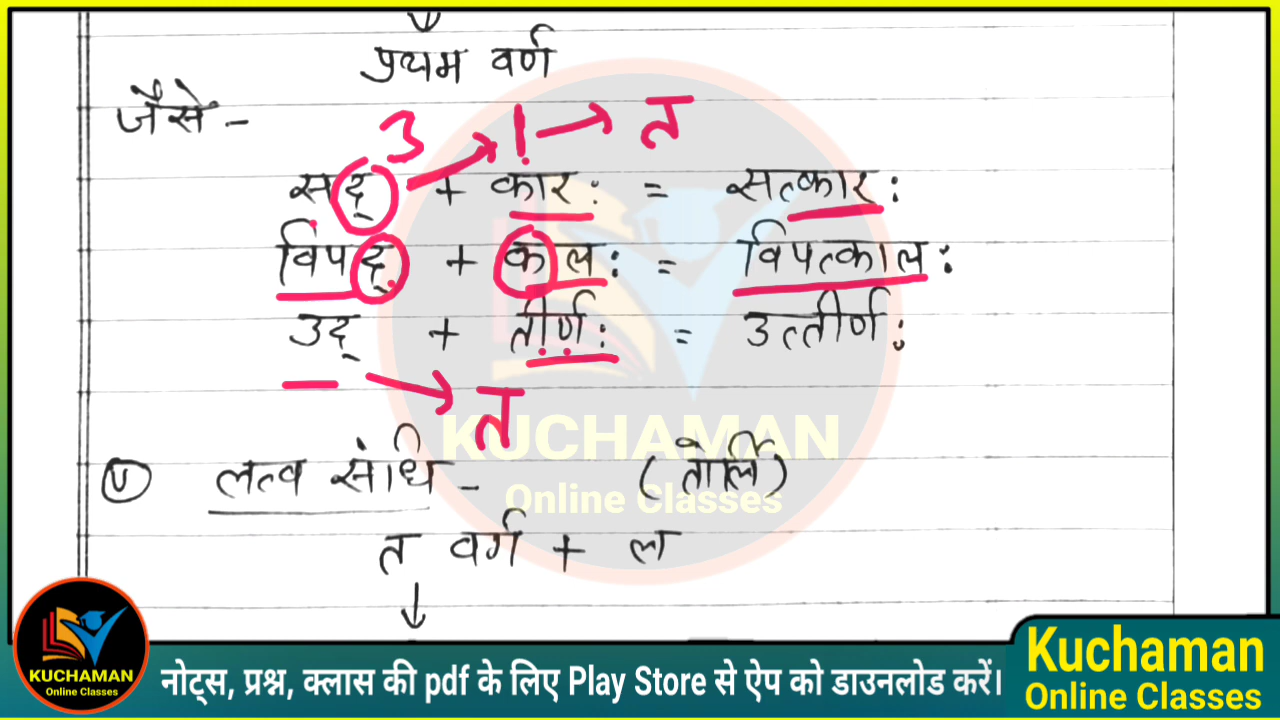 प्रथम वर्ण
जैसे -
3 → 1 → त
सद् + कारः = सत्कारः
विपद् + कालः = विपत्कालः
उद् + तीर्णः = उत्तीर्णः
→ त
KUCHAMAN
Online Classes
(v) लत्व संधि - (तोर्लि)
त वर्ग + ल
↓
KUCHAMAN
Online Classes
नोट्स, प्रश्न, क्लास की pdf के लिए Play Store से ऐप को डाउनलोड करें।
Kuchaman
Online Classes